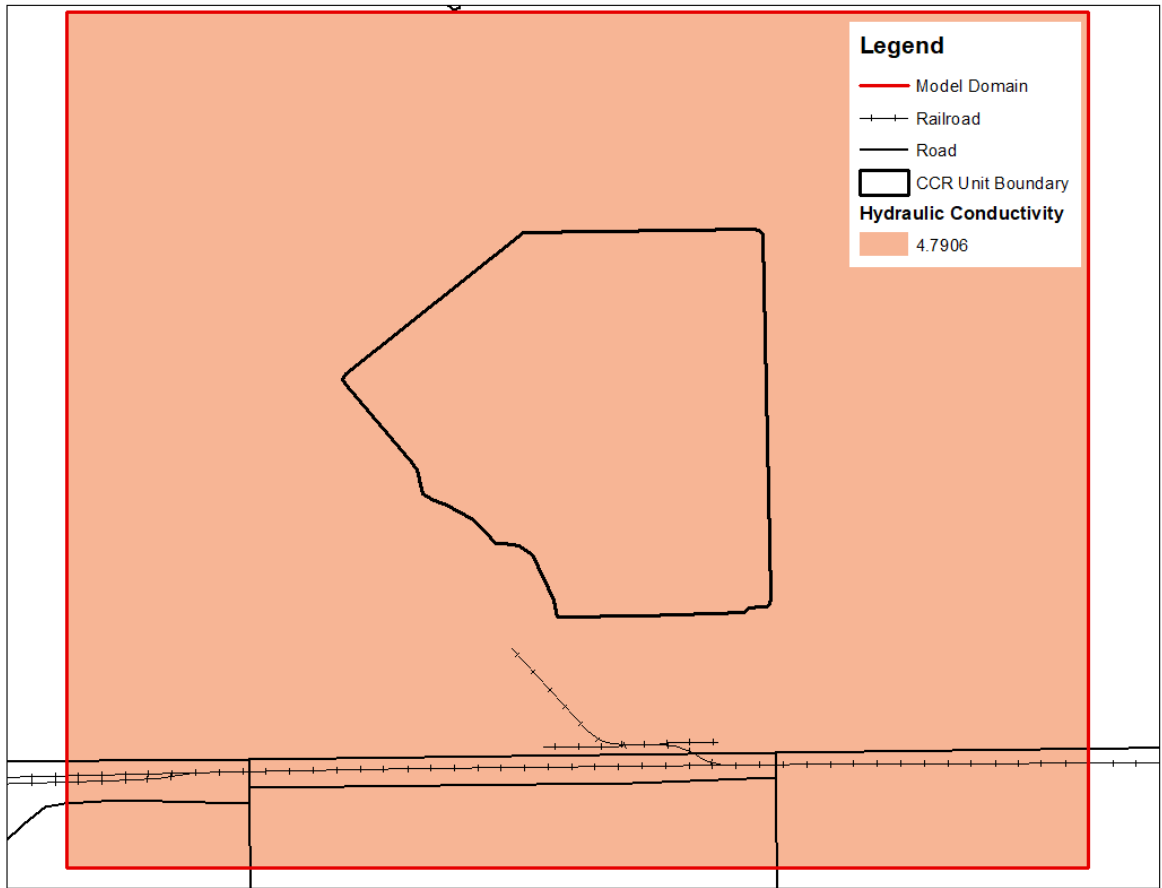 Legend
Model Domain
Railroad
Road
CCR Unit Boundary
Hydraulic Conductivity
4.7906